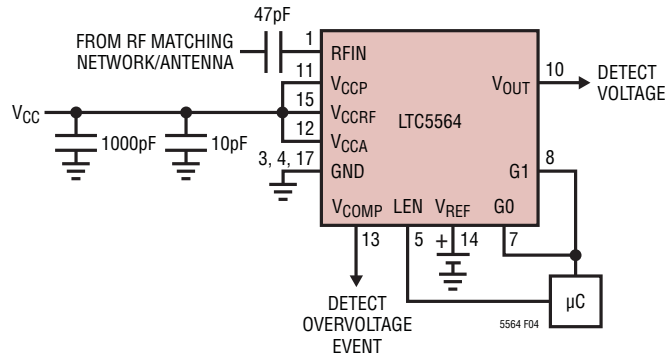 47pF
FROM RF MATCHING
NETWORK/ANTENNA
1
RFIN
11
VCCP
15
VCCRF
12
VCCA
3, 4, 17
GND
VCC
1000pF
10pF
LTC5564
VOUT
10
DETECT
VOLTAGE
G1
8
VCOMP
LEN
VREF
G0
13
5
+
14
7
DETECT
OVERVOLTAGE
EVENT
µC
5564 F04